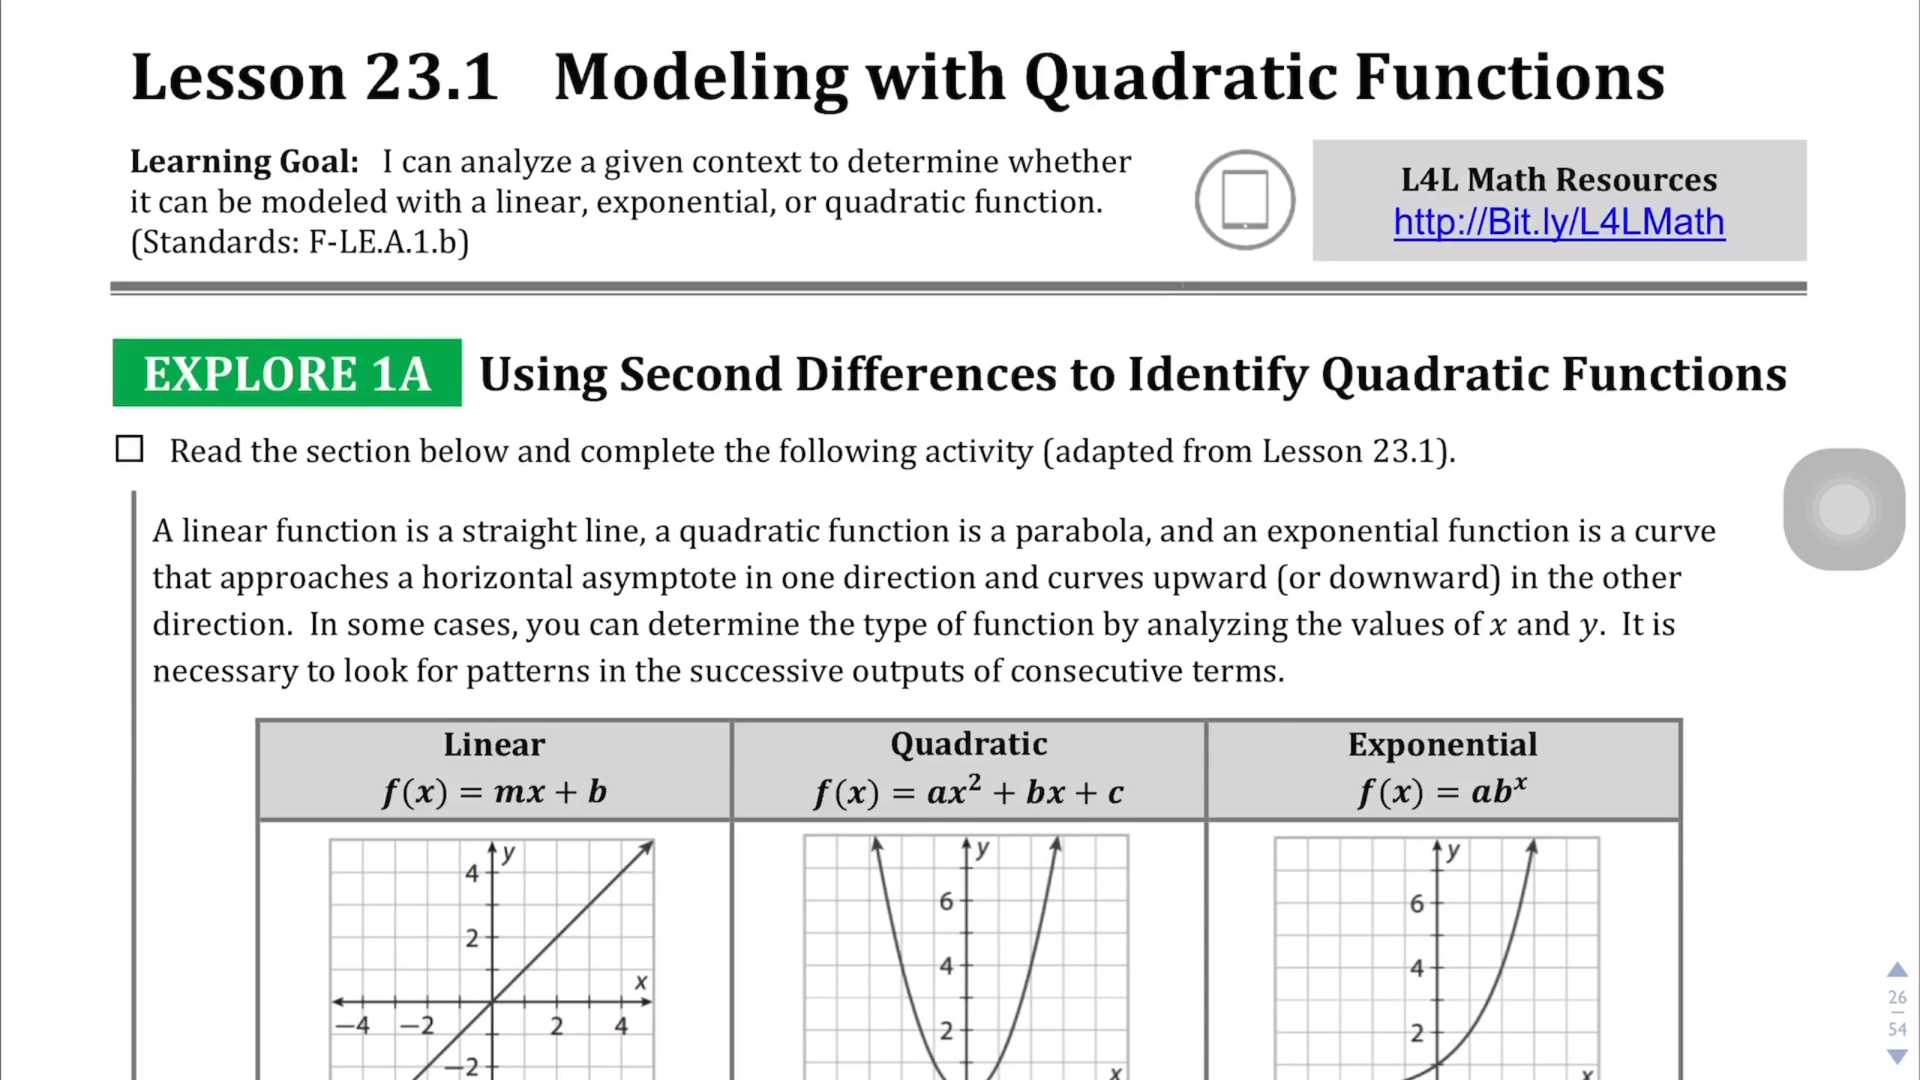 Lesson 23.1 Modeling with Quadratic Functions
Learning Goal: I can analyze a given context to determine whether
it can be modeled with a linear, exponential, or quadratic function.
(Standards: F-LE.A.1.b)
L4L Math Resources
http://Bit.ly/L4LMath
EXPLORE 1A Using Second Differences to Identify Quadratic Functions
Read the section below and complete the following activity (adapted from Lesson 23.1).
A linear function is a straight line, a quadratic function is a parabola, and an exponential function is a curve
that approaches a horizontal asymptote in one direction and curves upward (or downward) in the other
direction. In some cases, you can determine the type of function by analyzing the values of x and y. It is
necessary to look for patterns in the successive outputs of consecutive terms.
Linear
f(x) = mx + b
Quadratic
f(x) = ax² + bx + c
Exponential
f(x) = abˣ
y
4
2
x
−4 −2 2 4
−2
y
6
4
2
x
y
6
4
2
x
26
54